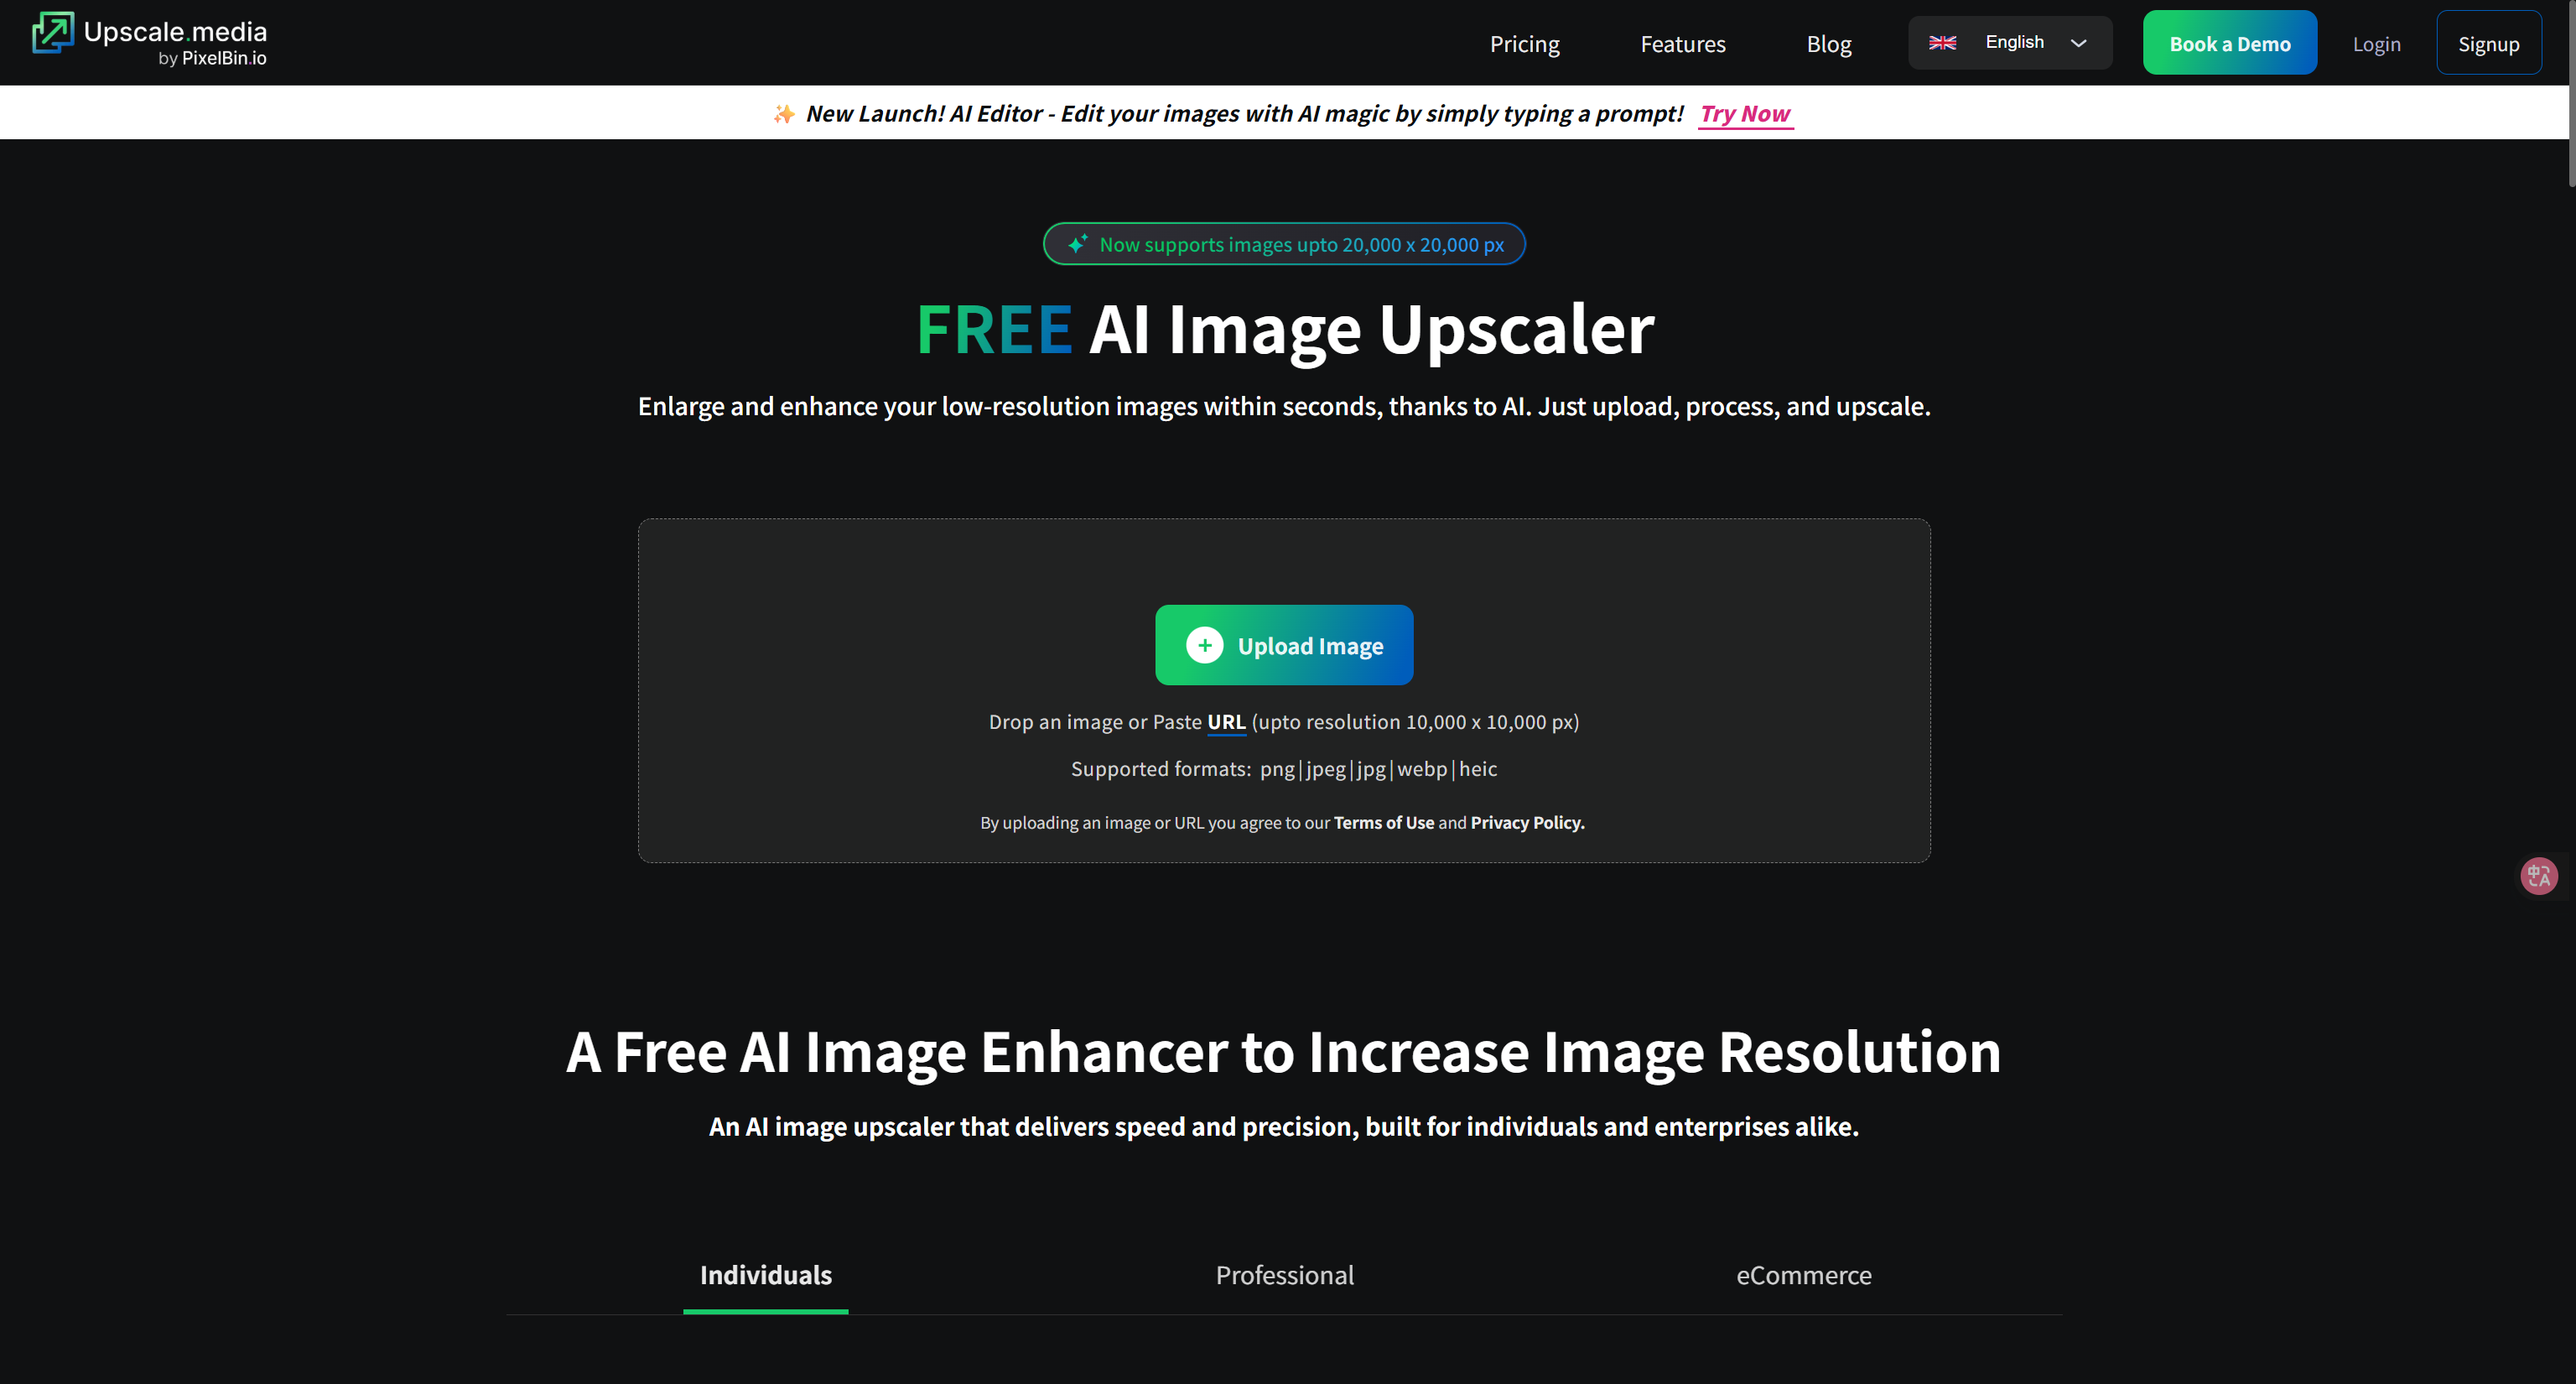 Upscale.media
by PixelBin.io
Pricing
Features
Blog
English
Book a Demo
Login
Signup
✨ New Launch! AI Editor - Edit your images with AI magic by simply typing a prompt! Try Now
Now supports images upto 20,000 x 20,000 px
FREE AI Image Upscaler
Enlarge and enhance your low-resolution images within seconds, thanks to AI. Just upload, process, and upscale.
Upload Image
Drop an image or Paste URL (upto resolution 10,000 x 10,000 px)
Supported formats: png|jpeg|jpg|webp|heic
By uploading an image or URL you agree to our Terms of Use and Privacy Policy.
中A
A Free AI Image Enhancer to Increase Image Resolution
An AI image upscaler that delivers speed and precision, built for individuals and enterprises alike.
Individuals
Professional
eCommerce